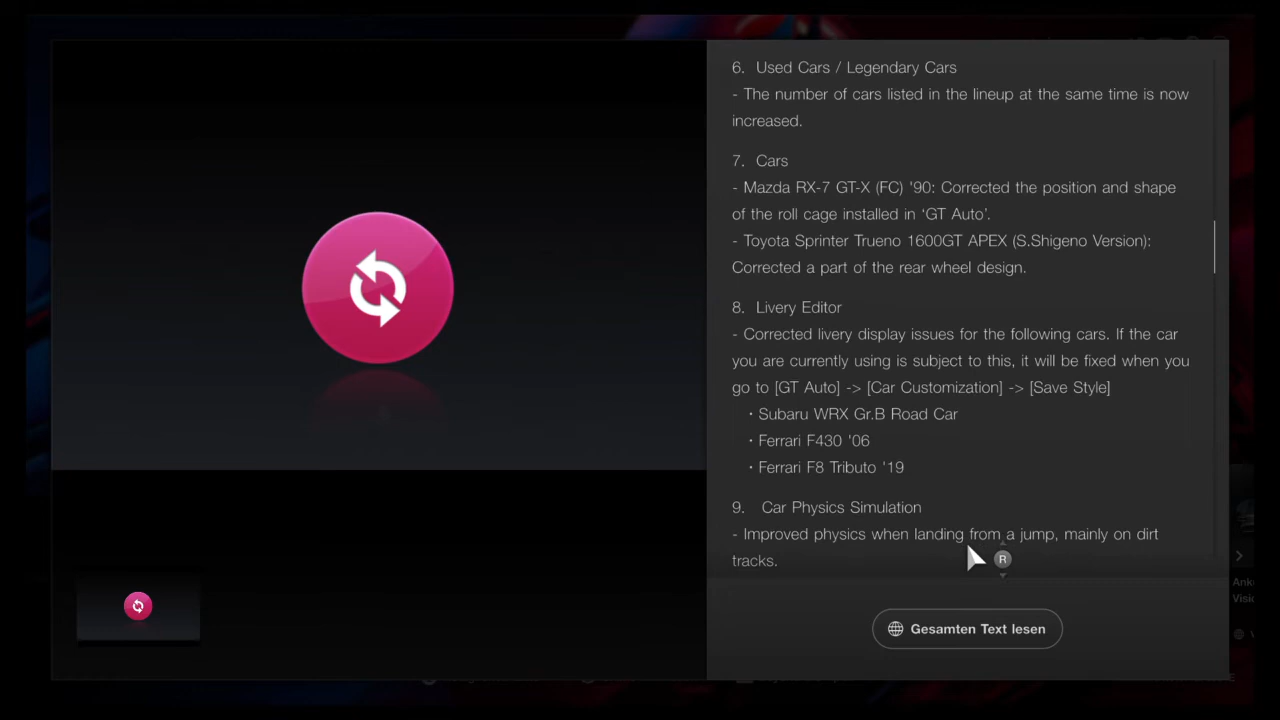 6. Used Cars / Legendary Cars
- The number of cars listed in the lineup at the same time is now
increased.
7. Cars
- Mazda RX-7 GT-X (FC) '90: Corrected the position and shape
of the roll cage installed in ‘GT Auto’.
- Toyota Sprinter Trueno 1600GT APEX (S.Shigeno Version):
Corrected a part of the rear wheel design.
8. Livery Editor
- Corrected livery display issues for the following cars. If the car
you are currently using is subject to this, it will be fixed when you
go to [GT Auto] -> [Car Customization] -> [Save Style]
・Subaru WRX Gr.B Road Car
・Ferrari F430 '06
・Ferrari F8 Tributo '19
9. Car Physics Simulation
- Improved physics when landing from a jump, mainly on dirt
tracks.
R
Gesamten Text lesen